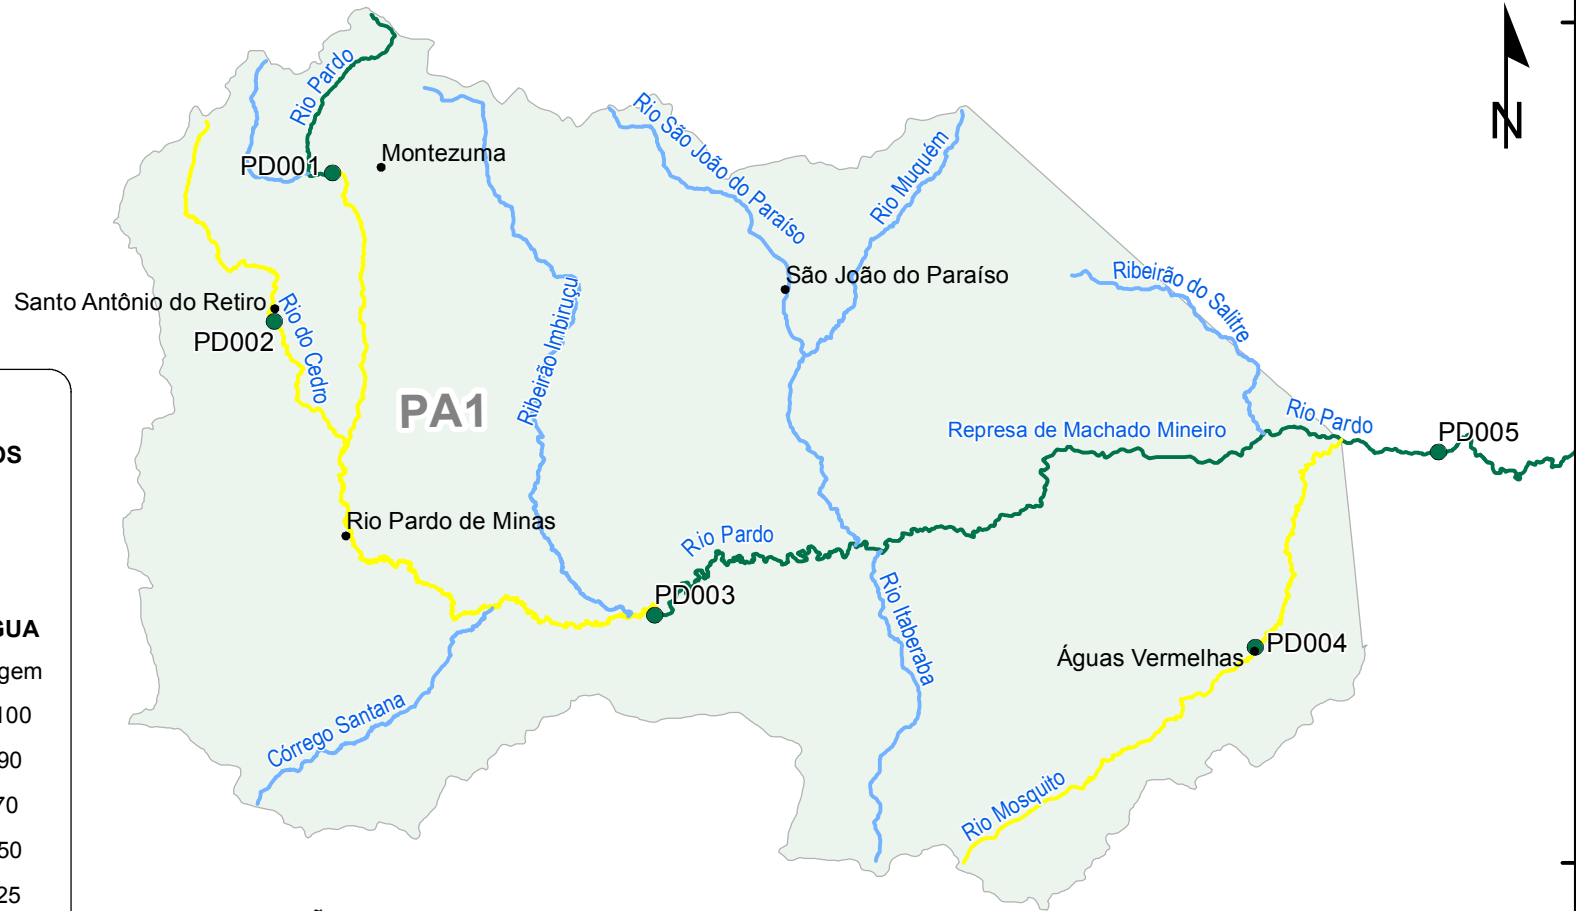 Rio Pardo
PD001
Montezuma
Rio São João do Paraíso
Rio Muquém
Santo Antônio do Retiro
PD002
Rio do Cedro
Ribeirão Imbiruçu
São João do Paraíso
Ribeirão do Salitre
PA1
Represa de Machado Mineiro
Rio Pardo
PD005
Rio Pardo de Minas
Rio Pardo
PD003
Rio Itaberaba
Águas Vermelhas
PD004
Córrego Santana
Rio Mosquito
N
OS
GUA
gem
100
90
70
50
25